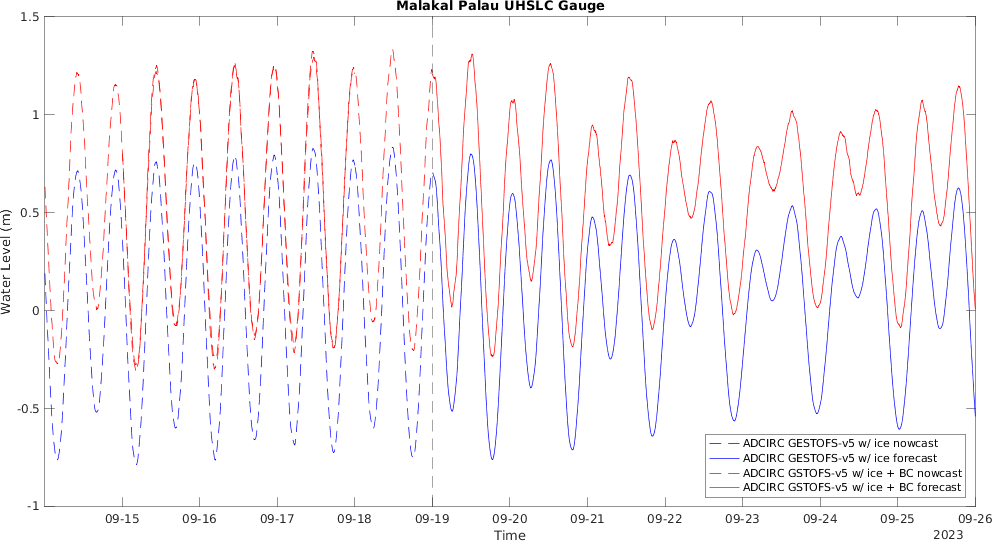 Malakal Palau UHSLC Gauge
1.5
1
0.5
0
-0.5
-1
Water Level (m)
ADCIRC GESTOFS-v5 w/ ice nowcast
ADCIRC GESTOFS-v5 w/ ice forecast
ADCIRC GSTOFS-v5 w/ ice + BC nowcast
ADCIRC GSTOFS-v5 w/ ice + BC forecast
09-15 09-16 09-17 09-18 09-19 09-20 09-21 09-22 09-23 09-24 09-25 09-26
Time
2023